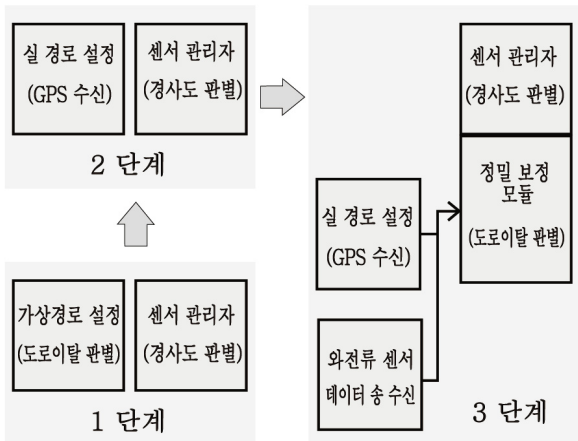 실 경로 설정
(GPS 수신)
센서 관리자
(경사도 판별)
2 단계
가상경로 설정
(도로이탈 판별)
센서 관리자
(경사도 판별)
1 단계
센서 관리자
(경사도 판별)
정밀 보정
모듈
(도로이탈 판별)
실 경로 설정
(GPS 수신)
와전류 센서
데이터 송 수신
3 단계